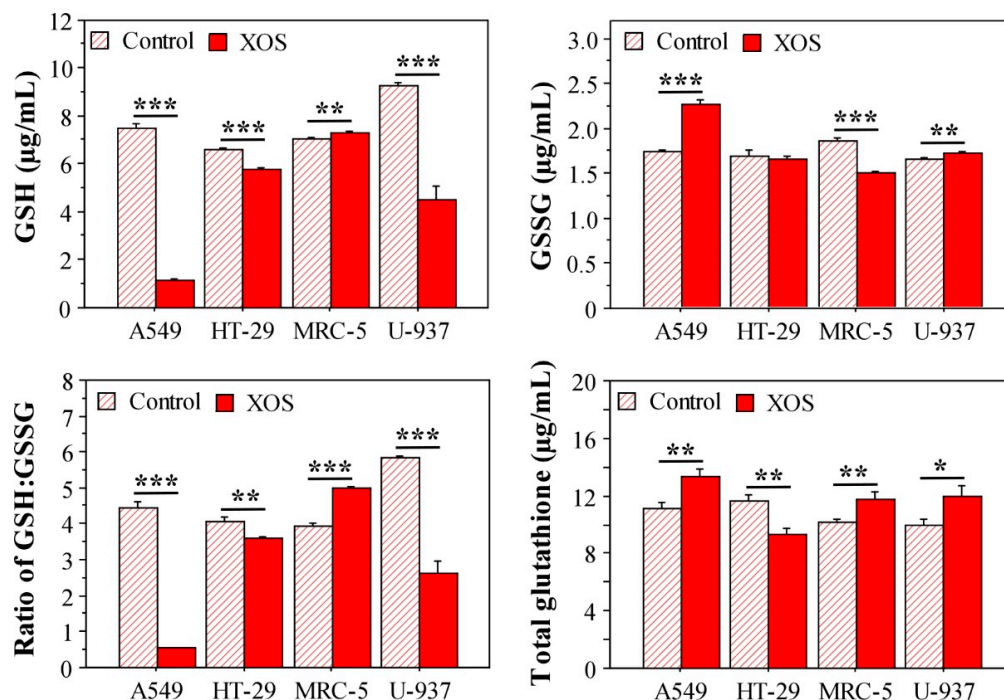 GSH (μg/mL)
12
10
8
6
4
2
0
Control XOS
*** *** ** ***
A549 HT-29 MRC-5 U-937
GSSG (μg/mL)
3.0
2.5
2.0
1.5
1.0
0.5
0.0
Control XOS
*** *** **
A549 HT-29 MRC-5 U-937
Ratio of GSH:GSSG
8
7
6
5
4
3
2
1
0
Control XOS
*** ** *** ***
A549 HT-29 MRC-5 U-937
Total glutathione (μg/mL)
20
16
12
8
4
0
Control XOS
** ** ** *
A549 HT-29 MRC-5 U-937